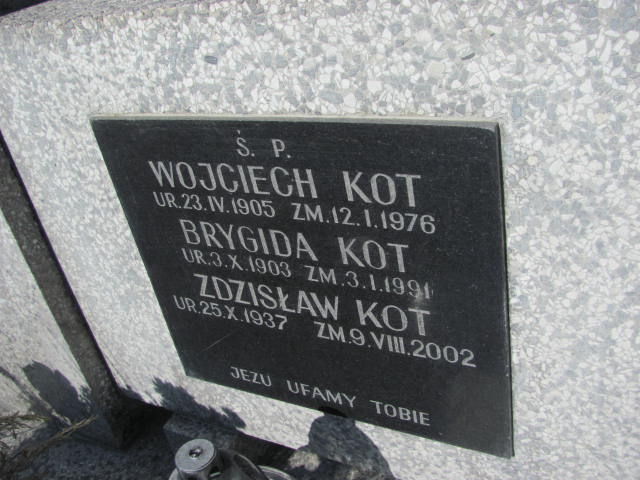 Ś. P.
WOJCIECH KOT
UR.23.IV.1905 ZM.12.I.1976
BRYGIDA KOT
UR.3.X.1903 ZM.3.I.1991
ZDZISŁAW KOT
UR.25.X.1937 ZM.9.VIII.2002
JEZU UFAMY TOBIE